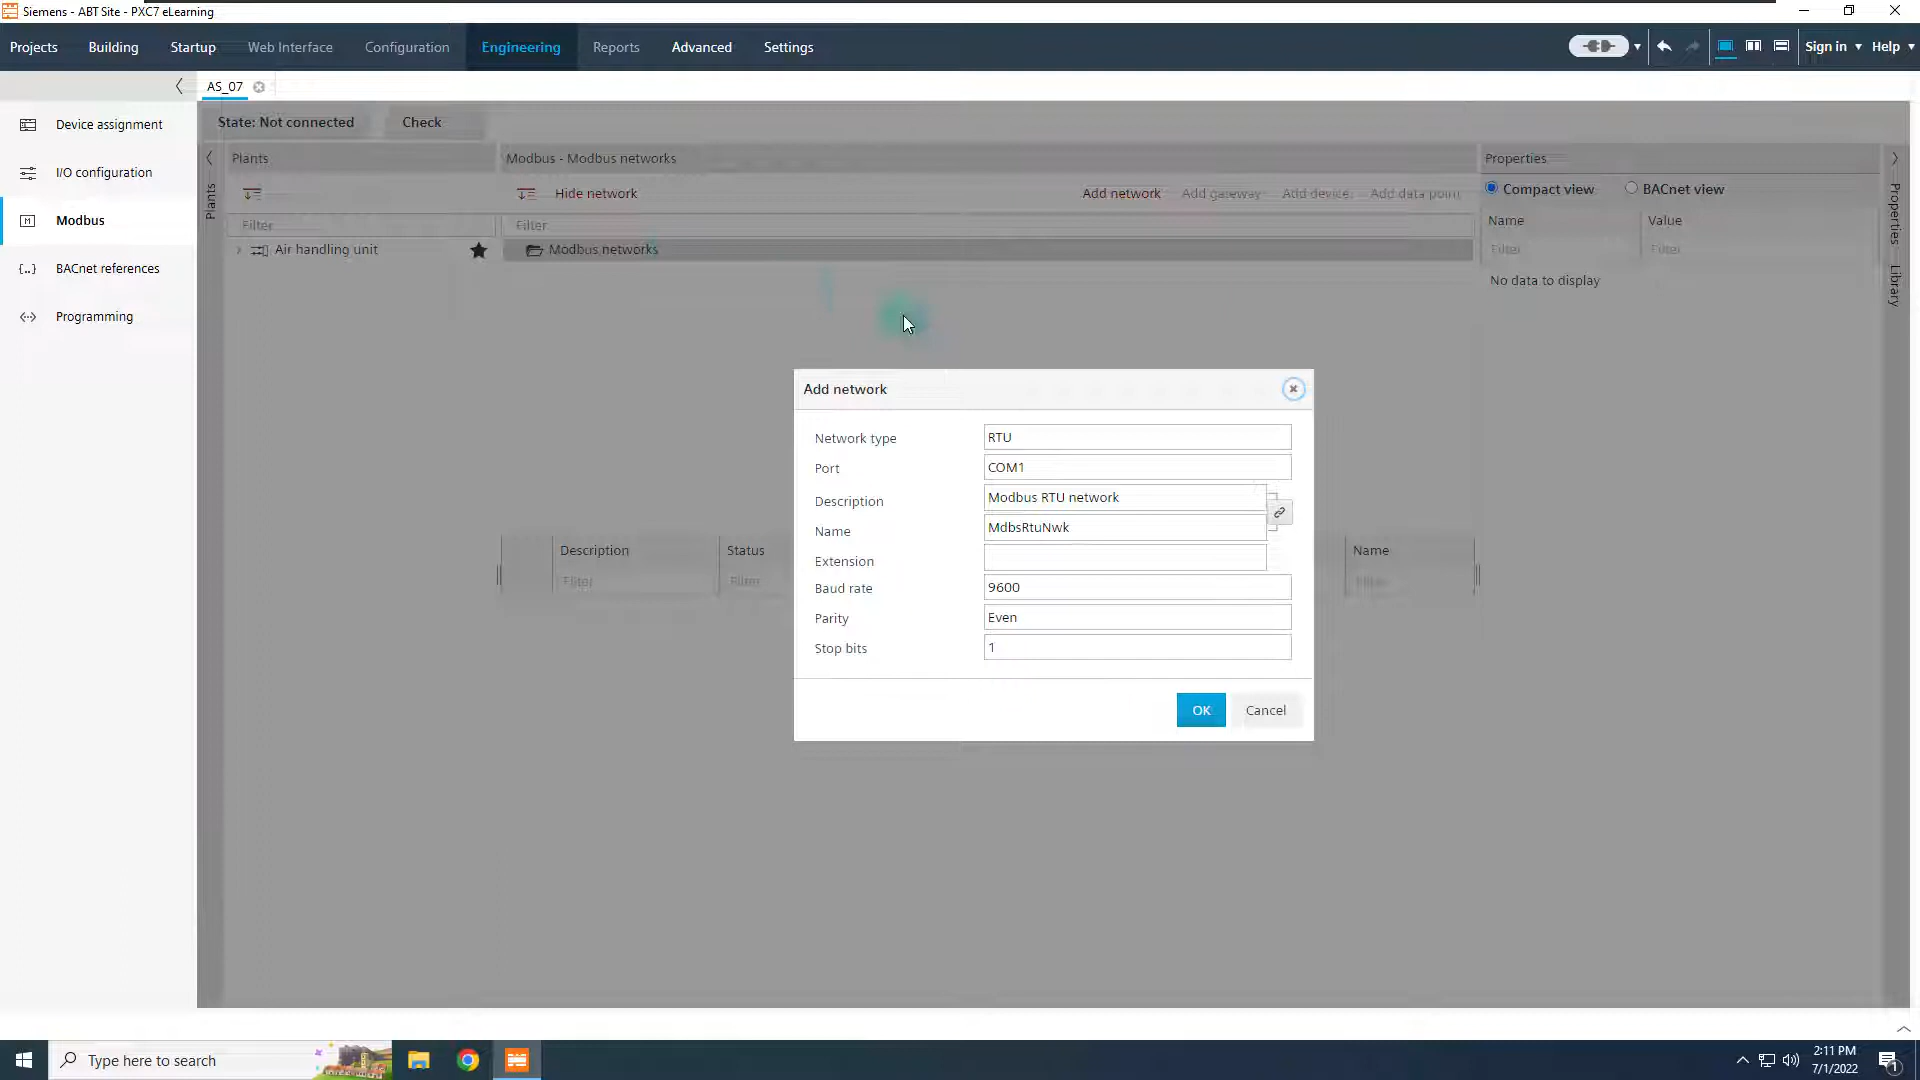 Siemens - ABT Site - PXC7 eLearning
Projects Building Startup Web Interface Configuration Engineering Reports Advanced Settings Sign in Help
AS_07
Device assignment
I/O configuration
Modbus
BACnet references
Programming
State: Not connected Check
Plants Modbus - Modbus networks Properties
Plants
Hide network Add network Add gateway Add device Add data point
Compact view BACnet view
Name Value
Filter Filter Filter Filter
Air handling unit Modbus networks
No data to display
Properties
Library
Add network
Network type RTU
Port COM1
Description Modbus RTU network
Name MdbsRtuNwk
Extension
Baud rate 9600
Parity Even
Stop bits 1
OK Cancel
Description Status Name
Filter Filter Filter
Type here to search
2:11 PM
7/1/2022
1